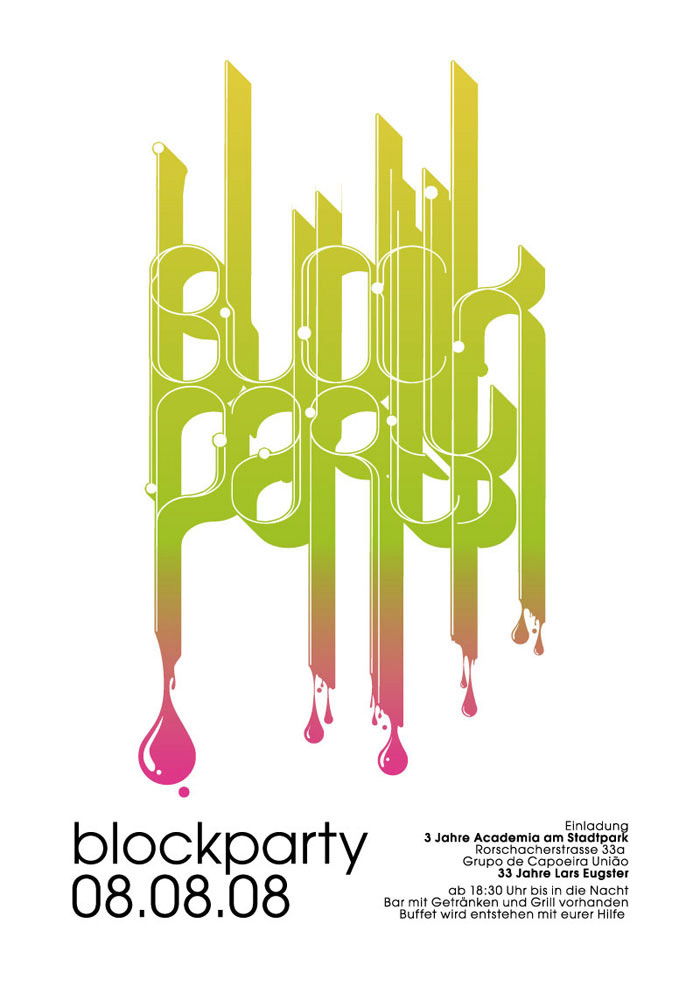 BLOCK
PARTY
blockparty
08.08.08
Einladung
3 Jahre Academia am Stadtpark
Rorschacherstrasse 33a
Grupo de Capoeira União
33 Jahre Lars Eugster
ab 18:30 Uhr bis in die Nacht
Bar mit Getränken und Grill vorhanden
Buffet wird entstehen mit eurer Hilfe